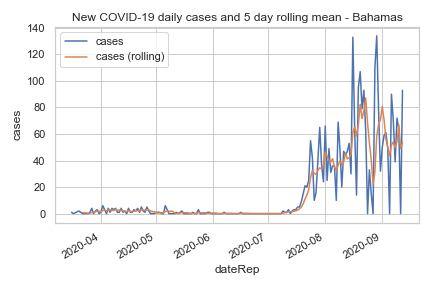 New COVID-19 daily cases and 5 day rolling mean - Bahamas
cases
cases (rolling)
140
120
100
80
60
40
20
0
cases
2020-04
2020-05
2020-06
2020-07
2020-08
2020-09
dateRep